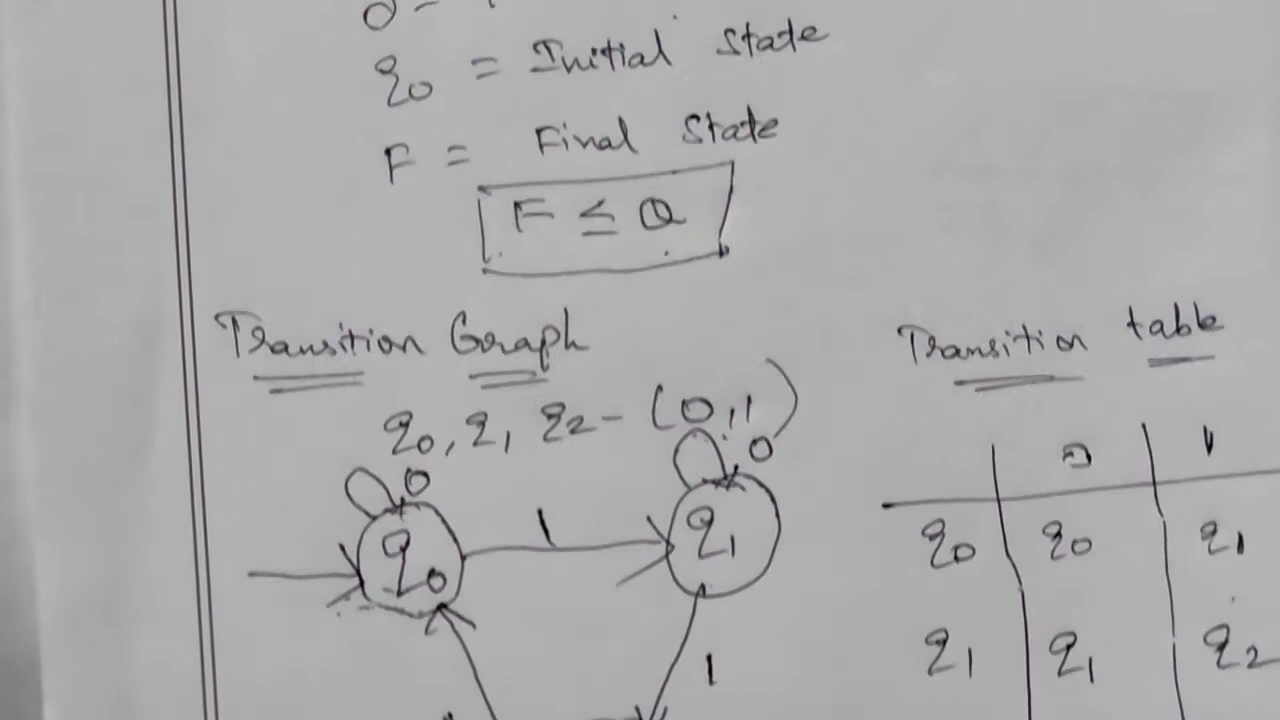 q0 = Initial State
F = Final State
F ≤ Q
Transition Graph
q0, q1 q2 - (0,1)
0
0
q0
1
q1
1
Transition table
0 1
q0 q0 q1
q1 q1 q2